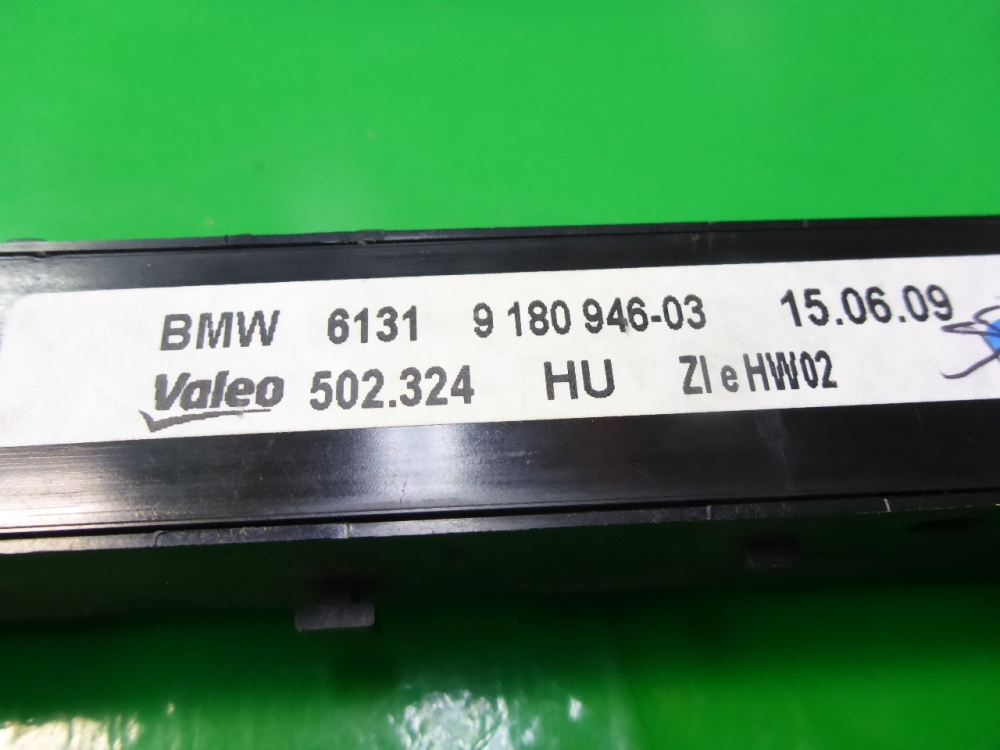 BMW 6131 9 180 946-03 15.06.09
Valeo 502.324 HU ZI e HW02